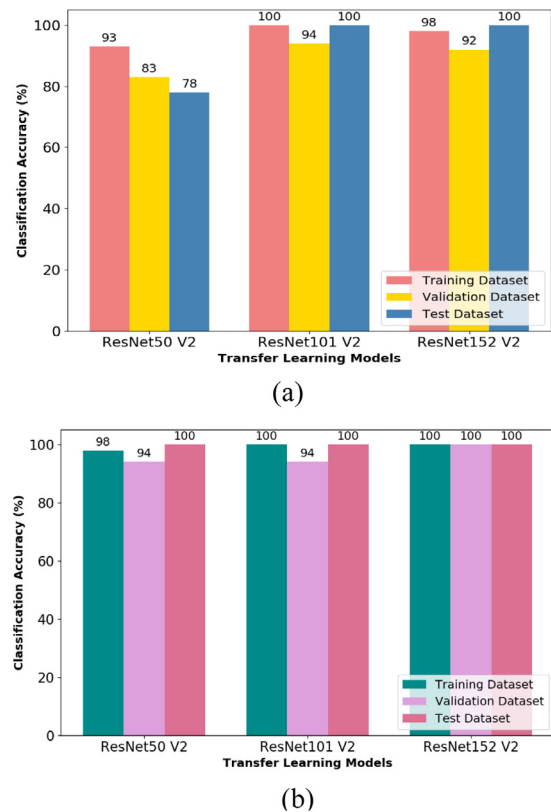 100
100
100
98
94
93
92
83
80
78
60
40
20
0
Classification Accuracy (%)
Training Dataset
Validation Dataset
Test Dataset
ResNet50 V2
ResNet101 V2
ResNet152 V2
Transfer Learning Models
(a)
100
98
94
100
100
94
100
100
100
100
80
60
40
20
0
Classification Accuracy (%)
Training Dataset
Validation Dataset
Test Dataset
ResNet50 V2
ResNet101 V2
ResNet152 V2
Transfer Learning Models
(b)